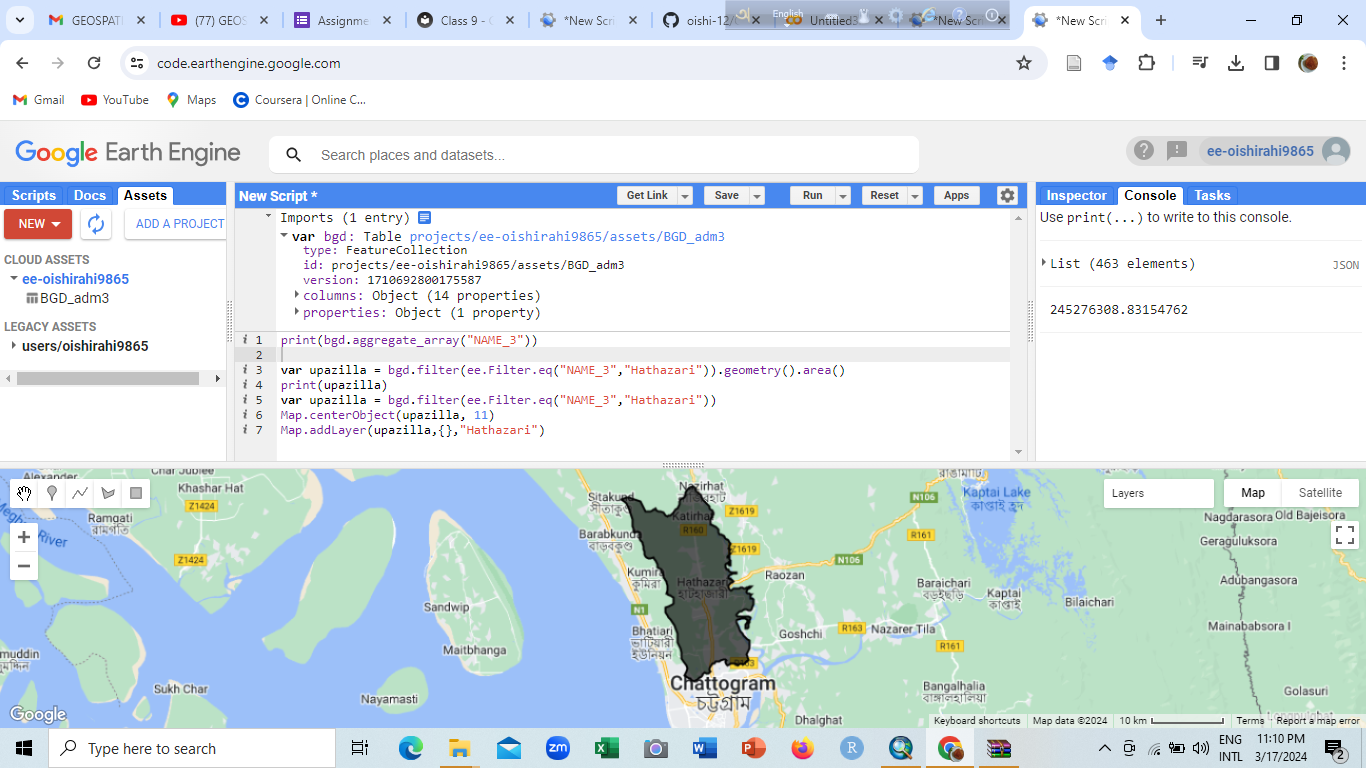 GEOSPATI
(77) GEOS
Assignme
Class 9 - G
*New Scri
oishi-12/
English
Untitled3
*New Scri
*New Scri
code.earthengine.google.com
Gmail YouTube Maps Coursera | Online C...
Google Earth Engine
Search places and datasets...
ee-oishirahi9865
Scripts Docs Assets
NEW
ADD A PROJECT
CLOUD ASSETS
ee-oishirahi9865
BGD_adm3
LEGACY ASSETS
users/oishirahi9865
New Script *
Get Link Save Run Reset Apps
Imports (1 entry)
var bgd: Table projects/ee-oishirahi9865/assets/BGD_adm3
type: FeatureCollection
id: projects/ee-oishirahi9865/assets/BGD_adm3
version: 1710692800175587
columns: Object (14 properties)
properties: Object (1 property)
i 1 print(bgd.aggregate_array("NAME_3"))
2
i 3 var upazilla = bgd.filter(ee.Filter.eq("NAME_3","Hathazari")).geometry().area()
i 4 print(upazilla)
i 5 var upazilla = bgd.filter(ee.Filter.eq("NAME_3","Hathazari"))
i 6 Map.centerObject(upazilla, 11)
i 7 Map.addLayer(upazilla,{},"Hathazari")
Inspector Console Tasks
Use print(...) to write to this console.
List (463 elements) JSON
245276308.83154762
Layers
Map Satellite
Alexander
Char Jublee
Khashar Hat
Z1424
Ramgati
রামগতি
River
Z1424
Sandwip
Maitbhanga
Sukh Char
Nayamasti
muddin
Sitakund
সীতাকুণ্ড
Nazirhat
নাজিরহাট
Katirhat
R160
Z1619
Barabkunda
বাড়বকুণ্ড
Z1619
Kumira
কুমিরা
Hathazari
হাটহাজারী
N1
Bhatiari
ভাটিয়ারী
ইউনিয়ন
Raozan
N106
R161
N106
রাঙ্গামাটি
Kaptai Lake
কাপ্তাই হ্রদ
Baraichari
বড়ইছড়ি
Kaptai
কাপ্তাই
Bilaichari
R163
Goshchi
Nazarer Tila
R161
Chattogram
চট্টগ্রাম
Bangalhalia
বাঙ্গালহালিয়া
Dhalghat
Nagdarasora
Old Bajeisora
Geraguluksora
Adubangasora
Mainababsora I
Golasuri
Google
Keyboard shortcuts Map data ©2024 10 km Terms Report a map error
Type here to search
zm
R
ENG
INTL
11:10 PM
3/17/2024
2